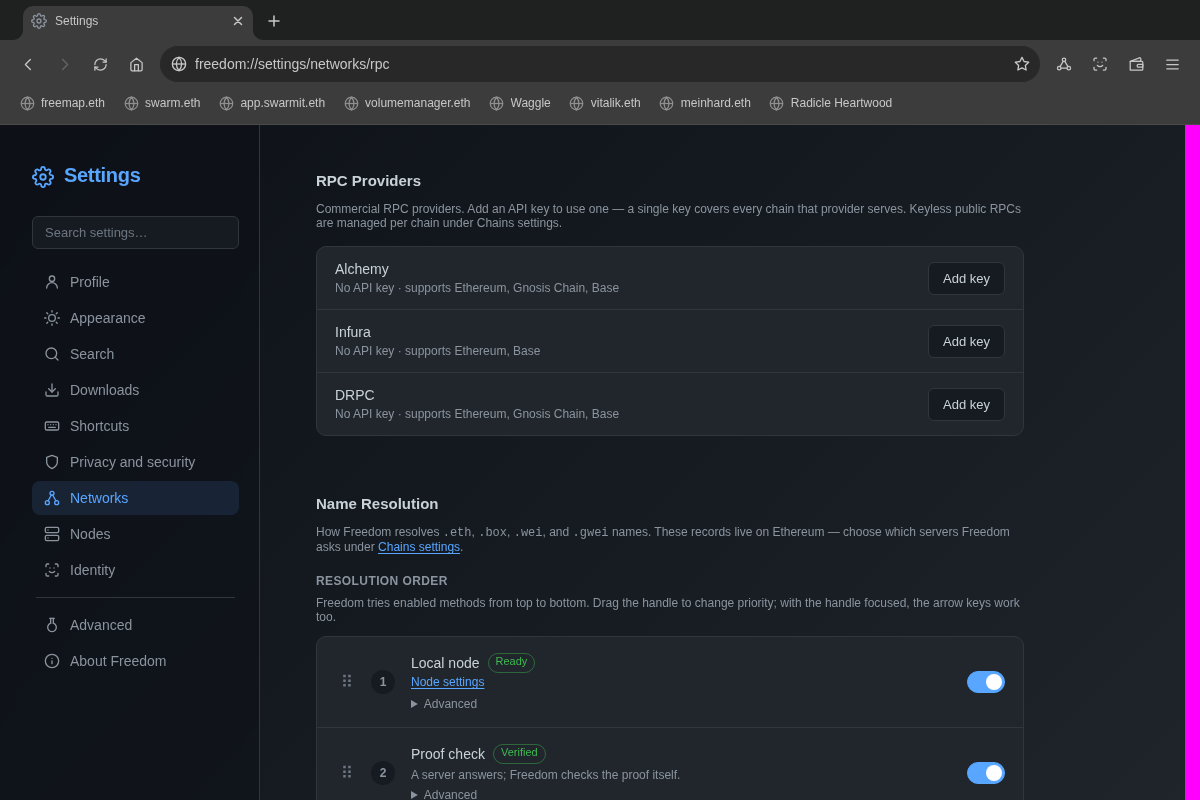 Settings
freedom://settings/networks/rpc
freemap.eth
swarm.eth
app.swarmit.eth
volumemanager.eth
Waggle
vitalik.eth
meinhard.eth
Radicle Heartwood
Settings
Search settings…
Profile
Appearance
Search
Downloads
Shortcuts
Privacy and security
Networks
Nodes
Identity
Advanced
About Freedom
RPC Providers
Commercial RPC providers. Add an API key to use one — a single key covers every chain that provider serves. Keyless public RPCs
are managed per chain under Chains settings.
Alchemy
No API key · supports Ethereum, Gnosis Chain, Base
Add key
Infura
No API key · supports Ethereum, Base
Add key
DRPC
No API key · supports Ethereum, Gnosis Chain, Base
Add key
Name Resolution
How Freedom resolves .eth, .box, .wei, and .gwei names. These records live on Ethereum — choose which servers Freedom
asks under Chains settings.
RESOLUTION ORDER
Freedom tries enabled methods from top to bottom. Drag the handle to change priority; with the handle focused, the arrow keys work
too.
1
Local node Ready
Node settings
Advanced
2
Proof check Verified
A server answers; Freedom checks the proof itself.
Advanced